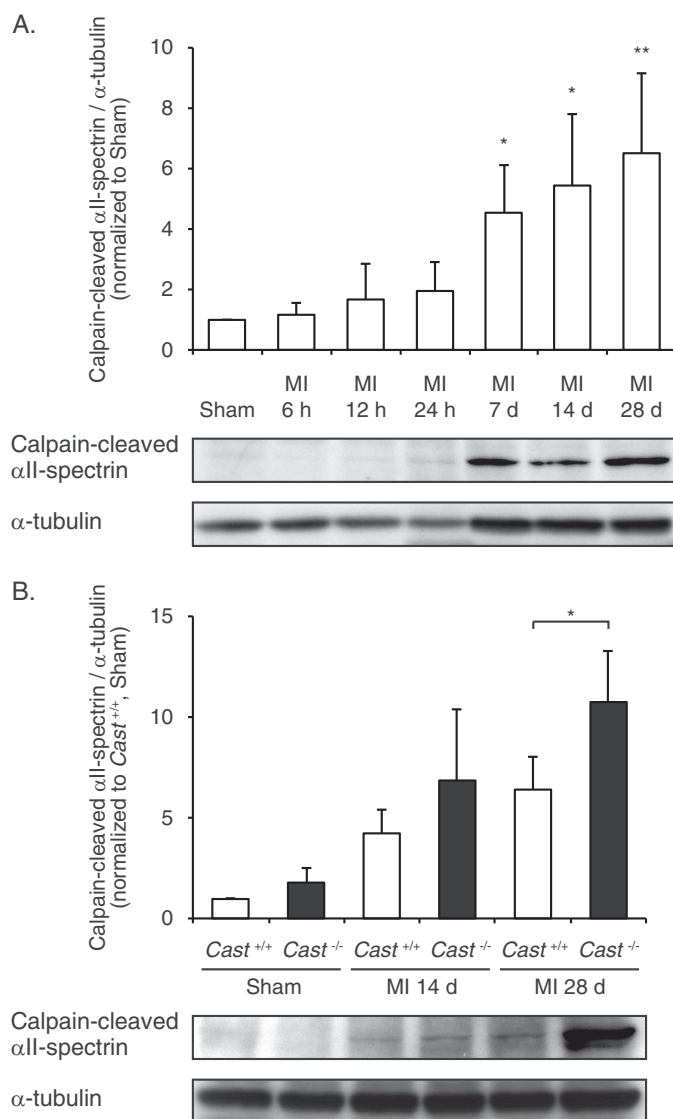 A.
Calpain-cleaved αII-spectrin / α-tubulin
(normalized to Sham)
10
8
6
4
2
0
*
*
**
MI MI MI MI MI MI
Sham 6 h 12 h 24 h 7 d 14 d 28 d
Calpain-cleaved
αII-spectrin
α-tubulin
B.
Calpain-cleaved αII-spectrin / α-tubulin
(normalized to Cast +/+, Sham)
15
10
5
0
*
Cast +/+ Cast -/- Cast +/+ Cast -/- Cast +/+ Cast -/-
Sham MI 14 d MI 28 d
Calpain-cleaved
αII-spectrin
α-tubulin